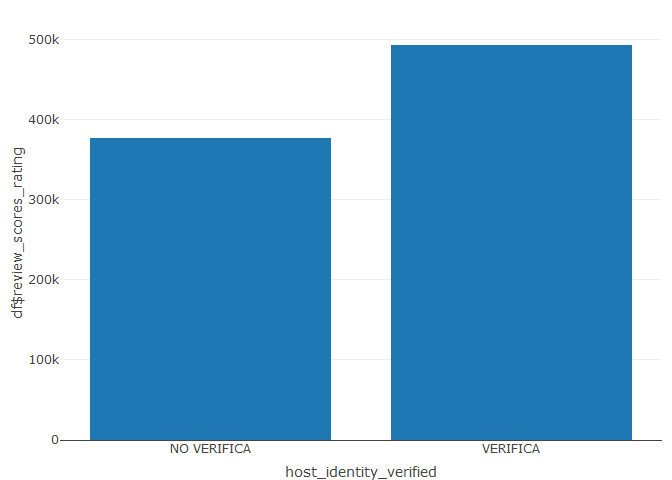 500k
400k
300k
200k
100k
0
df$review_scores_rating
NO VERIFICA
VERIFICA
host_identity_verified